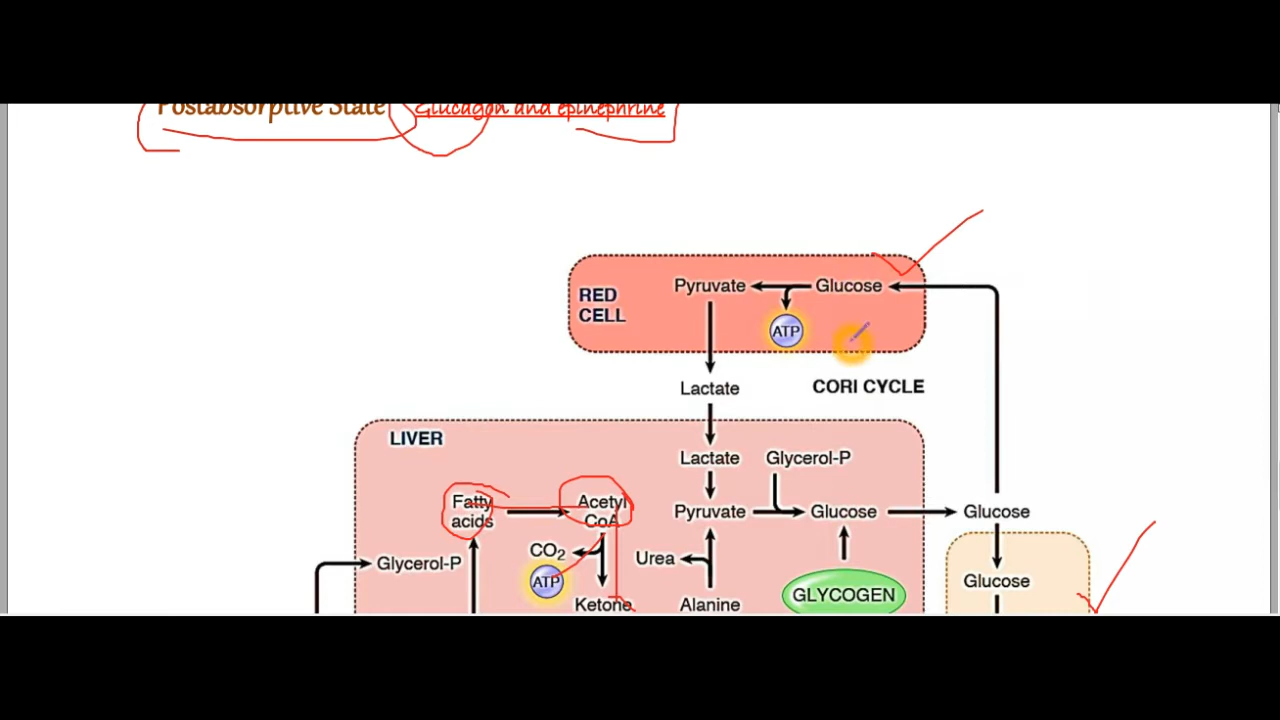 Postabsorptive State Glucagon and epinephrine
Pyruvate
Glucose
RED
CELL
ATP
Lactate
CORI CYCLE
LIVER
Lactate
Glycerol-P
Fatty
acids
Acetyl
CoA
Pyruvate
Glucose
Glucose
CO2
Urea
Glycerol-P
ATP
Glucose
Ketone
Alanine
GLYCOGEN